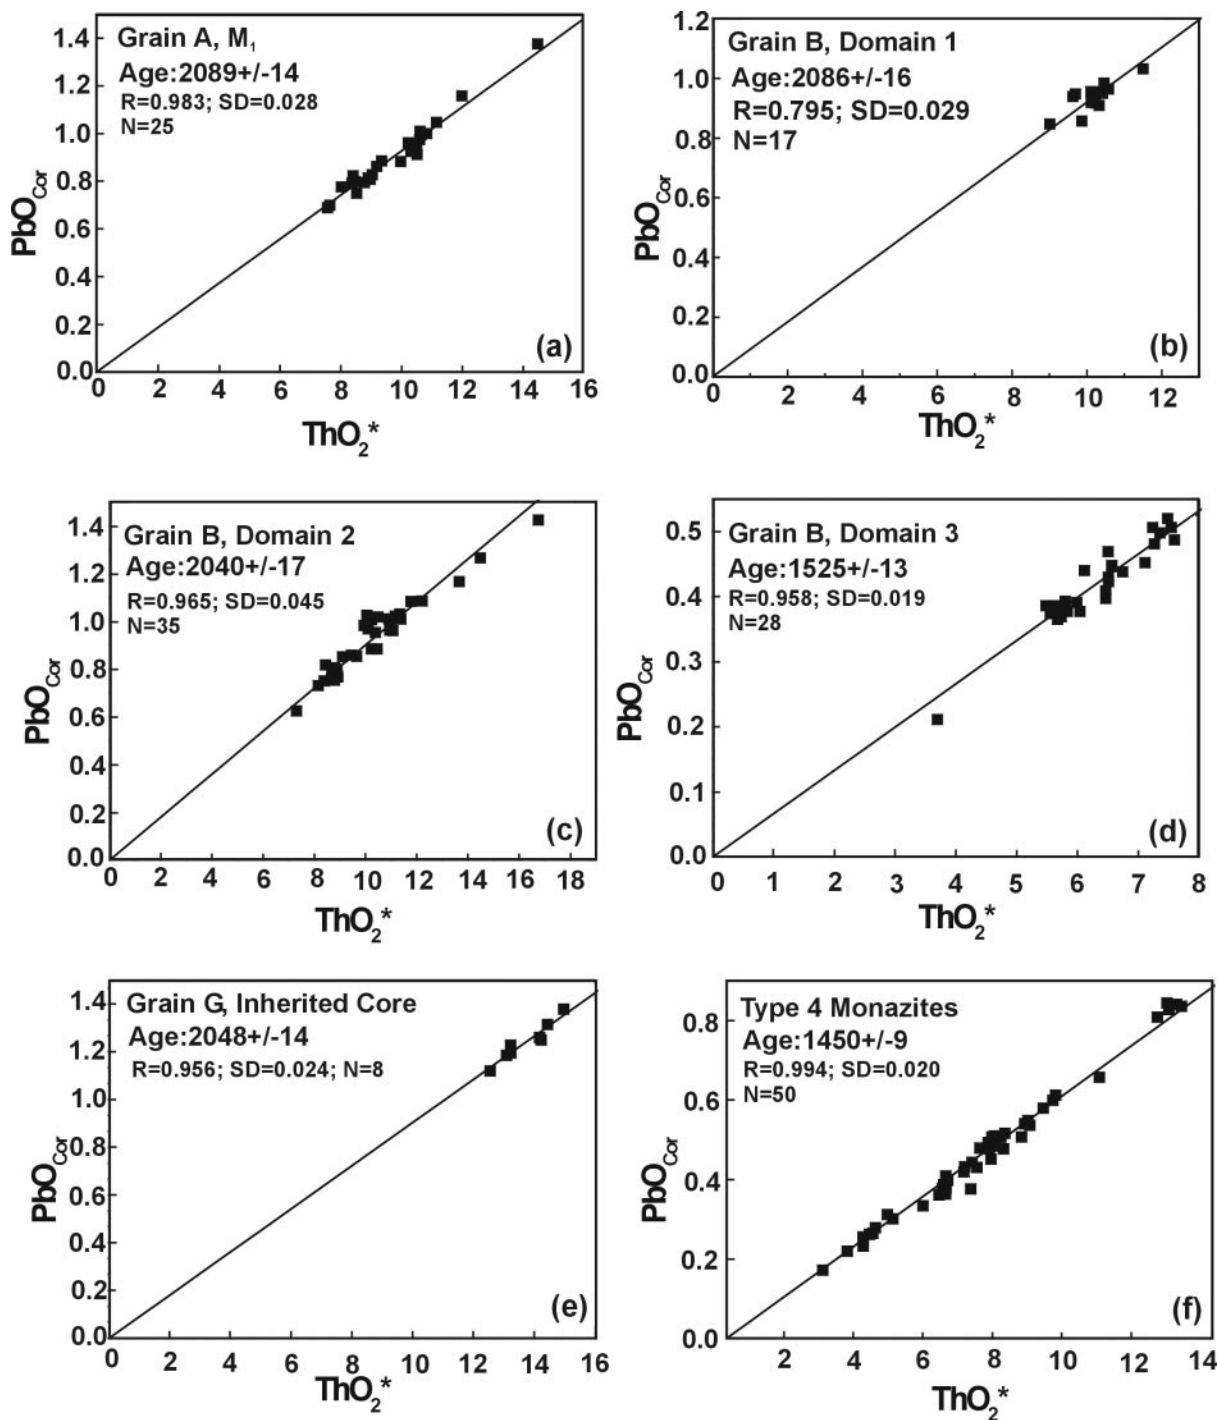 Grain A, M₁
Age:2089+/-14
R=0.983; SD=0.028
N=25
PbO_Cor
1.4
1.2
1.0
0.8
0.6
0.4
0.2
0.0
0 2 4 6 8 10 12 14 16
ThO₂*
(a)
Grain B, Domain 1
Age:2086+/-16
R=0.795; SD=0.029
N=17
PbO_Cor
1.2
1.0
0.8
0.6
0.4
0.2
0.0
0 2 4 6 8 10 12
ThO₂*
(b)
Grain B, Domain 2
Age:2040+/-17
R=0.965; SD=0.045
N=35
PbO_Cor
1.4
1.2
1.0
0.8
0.6
0.4
0.2
0.0
0 2 4 6 8 10 12 14 16 18
ThO₂*
(c)
Grain B, Domain 3
Age:1525+/-13
R=0.958; SD=0.019
N=28
PbO_Cor
0.5
0.4
0.3
0.2
0.1
0.0
0 1 2 3 4 5 6 7 8
ThO₂*
(d)
Grain G, Inherited Core
Age:2048+/-14
R=0.956; SD=0.024; N=8
PbO_Cor
1.4
1.2
1.0
0.8
0.6
0.4
0.2
0.0
0 2 4 6 8 10 12 14 16
ThO₂*
(e)
Type 4 Monazites
Age:1450+/-9
R=0.994; SD=0.020
N=50
PbO_Cor
0.8
0.6
0.4
0.2
0.0
2 4 6 8 10 12 14
ThO₂*
(f)